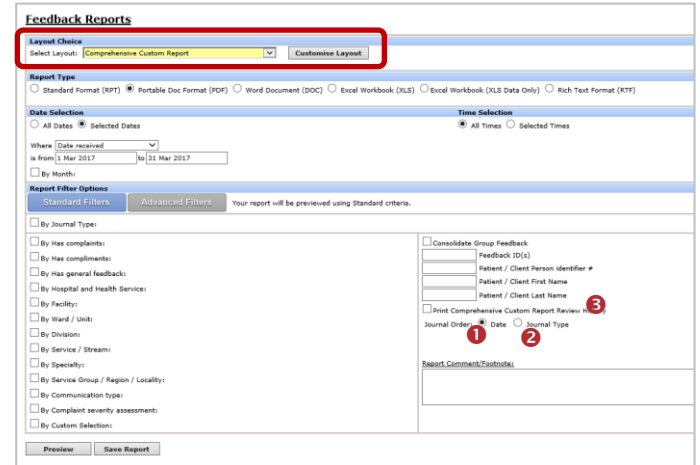 Feedback Reports
Layout Choice
Select Layout: Comprehensive Custom Report Customise Layout
Report Type
Standard Format (RPT) Portable Doc Format (PDF) Word Document (DOC) Excel Workbook (XLS) Excel Workbook (XLS Data Only) Rich Text Format (RTF)
Date Selection Time Selection
All Dates Selected Dates All Times Selected Times
Where Date received
is from 1 Mar 2017 to 31 Mar 2017
By Month:
Report Filter Options
Standard Filters Advanced Filters Your report will be previewed using Standard criteria.
By Journal Type:
By Has complaints: Consolidate Group Feedback
By Has compliments: Feedback ID(s)
By Has general feedback: Patient / Client Person identifier #
By Hospital and Health Service: Patient / Client First Name
By Facility: Patient / Client Last Name
3
By Ward / Unit: Print Comprehensive Custom Report Review
By Division: Journal Order: Date Journal Type
1 2
By Service / Stream:
By Specialty: Report Comment/Footnote:
By Service Group / Region / Locality:
By Communication type:
By Complaint severity assessment:
By Custom Selection:
Preview Save Report